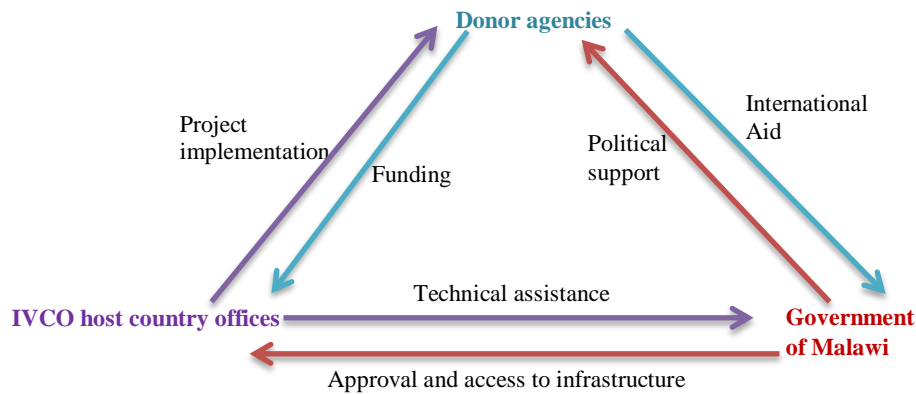 Donor agencies
Project
implementation
Funding
Political
support
International
Aid
IVCO host country offices
Technical assistance
Government
of Malawi
Approval and access to infrastructure